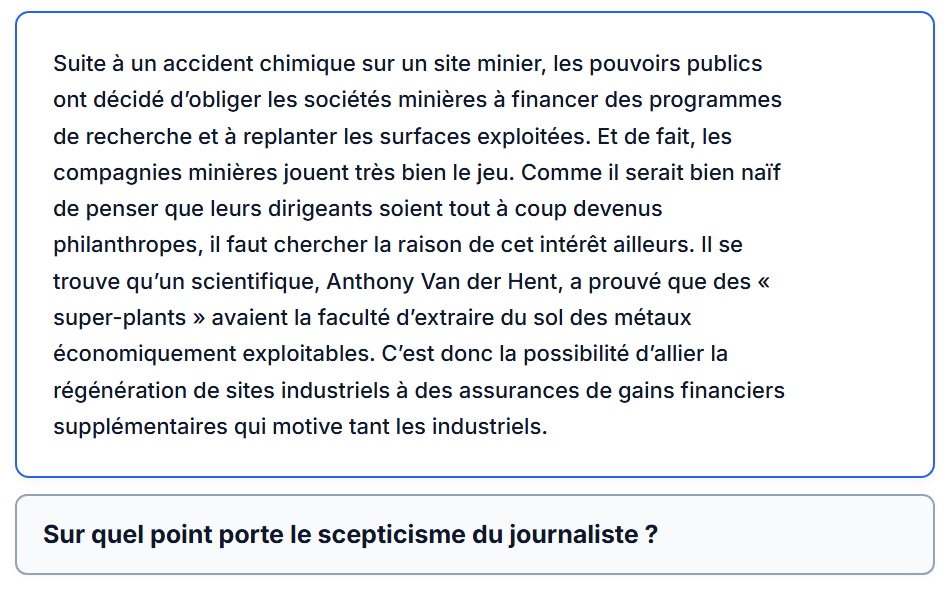 Suite à un accident chimique sur un site minier, les pouvoirs publics
ont décidé d’obliger les sociétés minières à financer des programmes
de recherche et à replanter les surfaces exploitées. Et de fait, les
compagnies minières jouent très bien le jeu. Comme il serait bien naïf
de penser que leurs dirigeants soient tout à coup devenus
philanthropes, il faut chercher la raison de cet intérêt ailleurs. Il se
trouve qu’un scientifique, Anthony Van der Hent, a prouvé que des «
super-plants » avaient la faculté d’extraire du sol des métaux
économiquement exploitables. C’est donc la possibilité d’allier la
régénération de sites industriels à des assurances de gains financiers
supplémentaires qui motive tant les industriels.
Sur quel point porte le scepticisme du journaliste ?